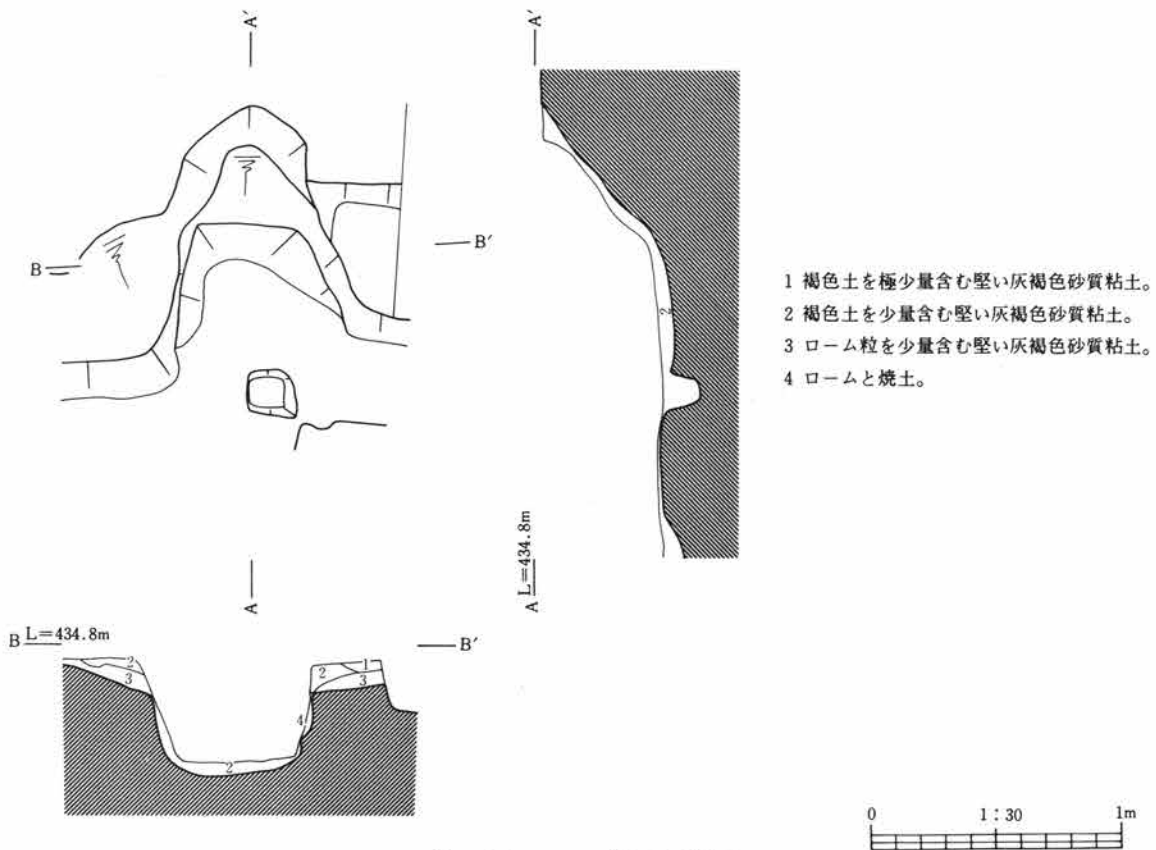 A′
A′
B
B′
1 褐色土を極少量含む堅い灰褐色砂質粘土。
2 褐色土を少量含む堅い灰褐色砂質粘土。
3 ローム粒を少量含む堅い灰褐色砂質粘土。
4 ロームと焼土。
2
A
A L=434.8m
B L=434.8m
B′
2
3
2
1
3
4
2
0 1:30 1m